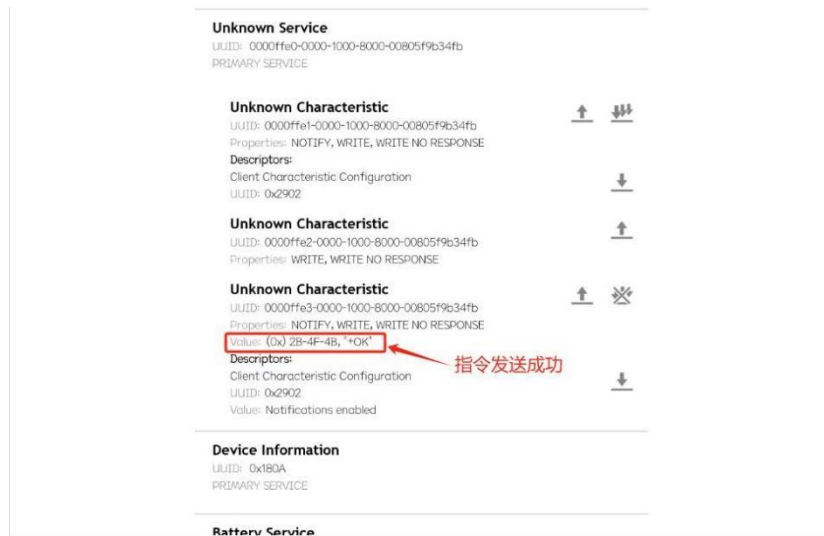 Unknown Service
UUID: 0000ffe0-0000-1000-8000-00805f9b34fb
PRIMARY SERVICE
Unknown Characteristic
UUID: 0000ffe1-0000-1000-8000-00805f9b34fb
Properties: NOTIFY, WRITE, WRITE NO RESPONSE
Descriptors:
Client Characteristic Configuration
UUID: 0x2902
Unknown Characteristic
UUID: 0000ffe2-0000-1000-8000-00805f9b34fb
Properties: WRITE, WRITE NO RESPONSE
Unknown Characteristic
UUID: 0000ffe3-0000-1000-8000-00805f9b34fb
Properties: NOTIFY, WRITE, WRITE NO RESPONSE
Value: (0x) 2B-4F-4B, "+OK"
指令发送成功
Descriptors:
Client Characteristic Configuration
UUID: 0x2902
Value: Notifications enabled
Device Information
UUID: 0x180A
PRIMARY SERVICE
Battery Service